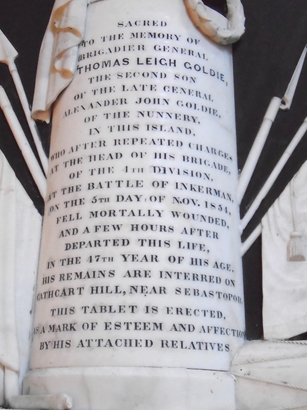 SACRED
TO THE MEMORY OF
BRIGADIER GENERAL
THOMAS LEIGH GOLDIE,
THE SECOND SON
OF THE LATE GENERAL
ALEXANDER JOHN GOLDIE,
OF THE NUNNERY,
IN THIS ISLAND.
WHO AFTER REPEATED CHARGES
AT THE HEAD OF HIS BRIGADE,
OF THE 4TH DIVISION,
AT THE BATTLE OF INKERMAN,
ON THE 5TH DAY, OF NOV. 1854,
FELL MORTALLY WOUNDED,
AND A FEW HOURS AFTER
DEPARTED THIS LIFE,
IN THE 47TH YEAR OF HIS AGE.
HIS REMAINS ARE INTERRED ON
CATHCART HILL, NEAR SEBASTOPOL
THIS TABLET IS ERECTED,
AS A MARK OF ESTEEM AND AFFECTION
BY HIS ATTACHED RELATIVES